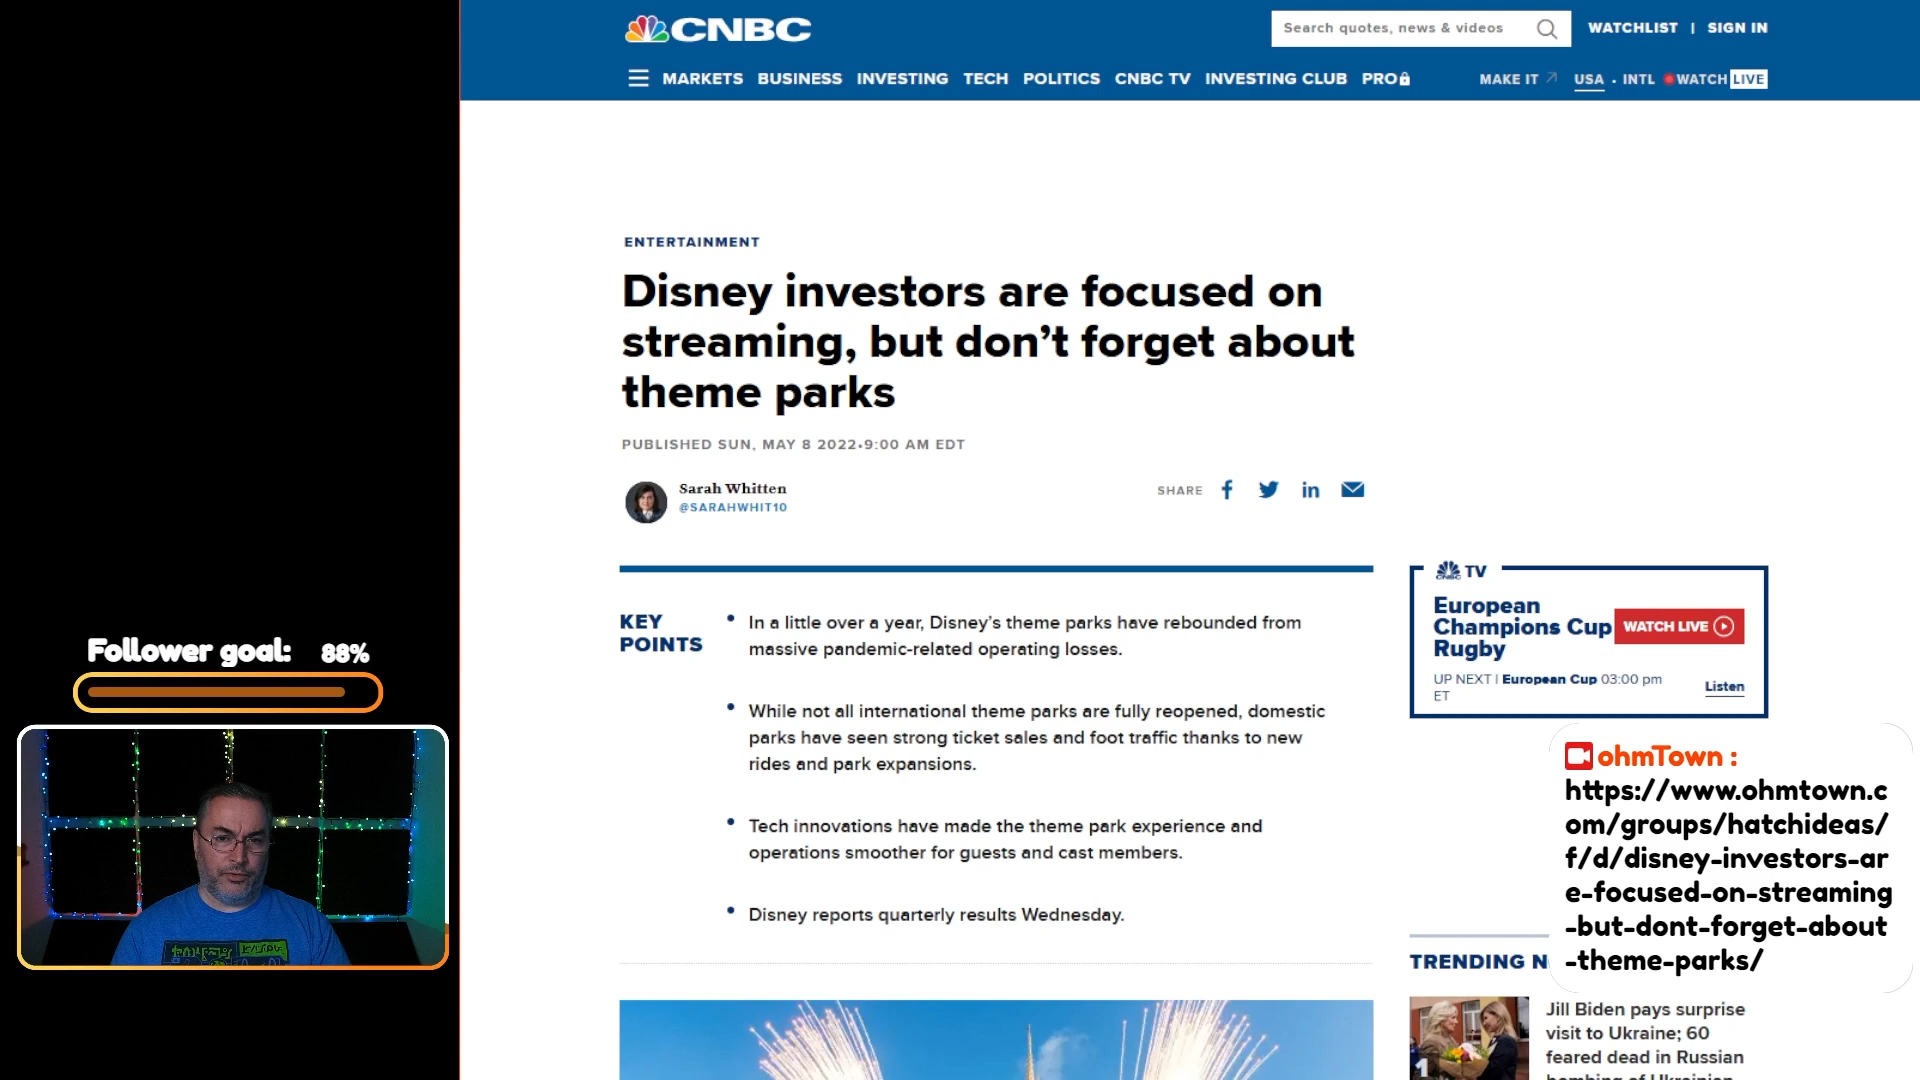 CNBC
Search quotes, news & videos
WATCHLIST | SIGN IN
MARKETS BUSINESS INVESTING TECH POLITICS CNBC TV INVESTING CLUB PRO
MAKE IT USA • INTL WATCH LIVE
ENTERTAINMENT
Disney investors are focused on
streaming, but don’t forget about
theme parks
PUBLISHED SUN, MAY 8 2022•9:00 AM EDT
Sarah Whitten
@SARAHWHIT10
SHARE
KEY
POINTS
• In a little over a year, Disney’s theme parks have rebounded from
massive pandemic-related operating losses.
• While not all international theme parks are fully reopened, domestic
parks have seen strong ticket sales and foot traffic thanks to new
rides and park expansions.
• Tech innovations have made the theme park experience and
operations smoother for guests and cast members.
• Disney reports quarterly results Wednesday.
CNBC TV
European
Champions Cup
Rugby
WATCH LIVE
UP NEXT | European Cup 03:00 pm
ET
Listen
TRENDING N
1
Jill Biden pays surprise
visit to Ukraine; 60
feared dead in Russian
bombing of Ukrainian
ohmTown :
https://www.ohmtown.c
om/groups/hatchideas/
f/d/disney-investors-ar
e-focused-on-streaming
-but-dont-forget-about
-theme-parks/
Follower goal: 88%